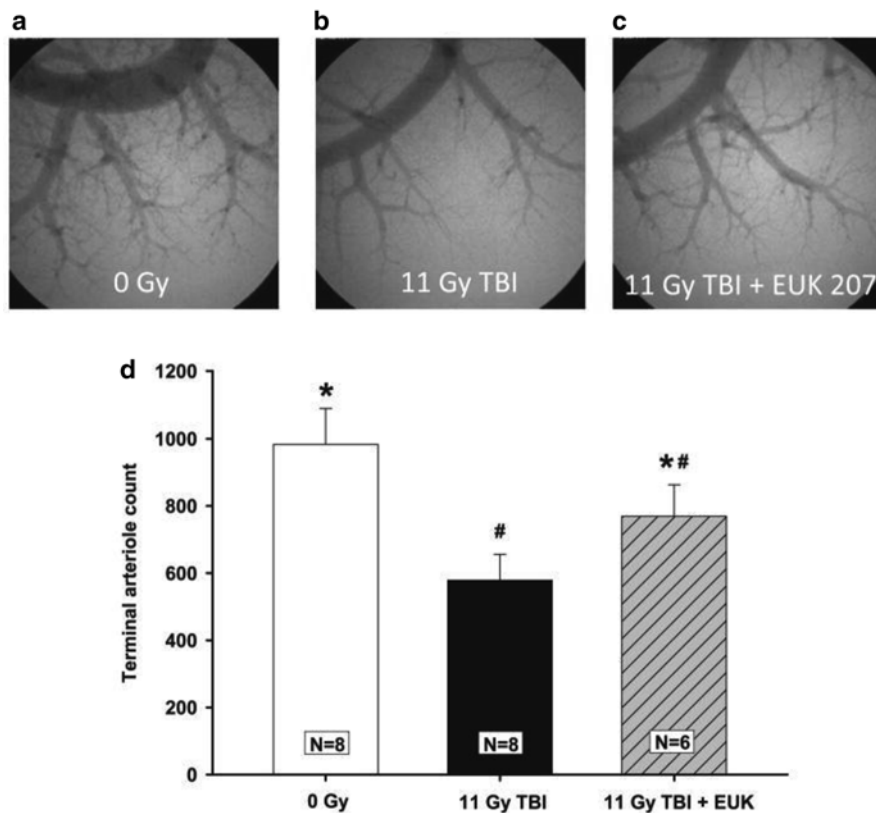 a
b
c
0 Gy
11 Gy TBI
11 Gy TBI + EUK 207
d
1200
1000
800
600
400
200
0
Terminal arteriole count
*
#
*#
N=8
N=8
N=6
0 Gy
11 Gy TBI
11 Gy TBI + EUK